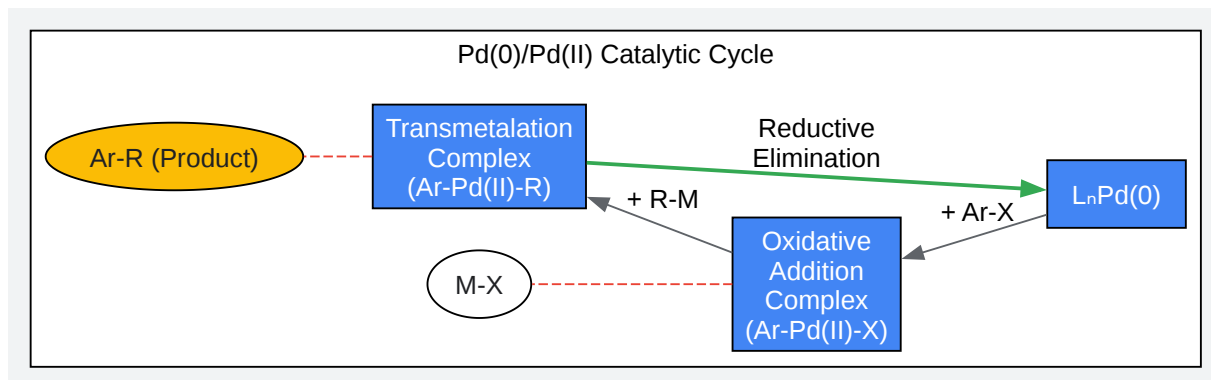 Pd(0)/Pd(II) Catalytic Cycle
Ar-R (Product)
Transmetalation
Complex
(Ar-Pd(II)-R)
Reductive
Elimination
LₙPd(0)
+ R-M
+ Ar-X
M-X
Oxidative
Addition
Complex
(Ar-Pd(II)-X)